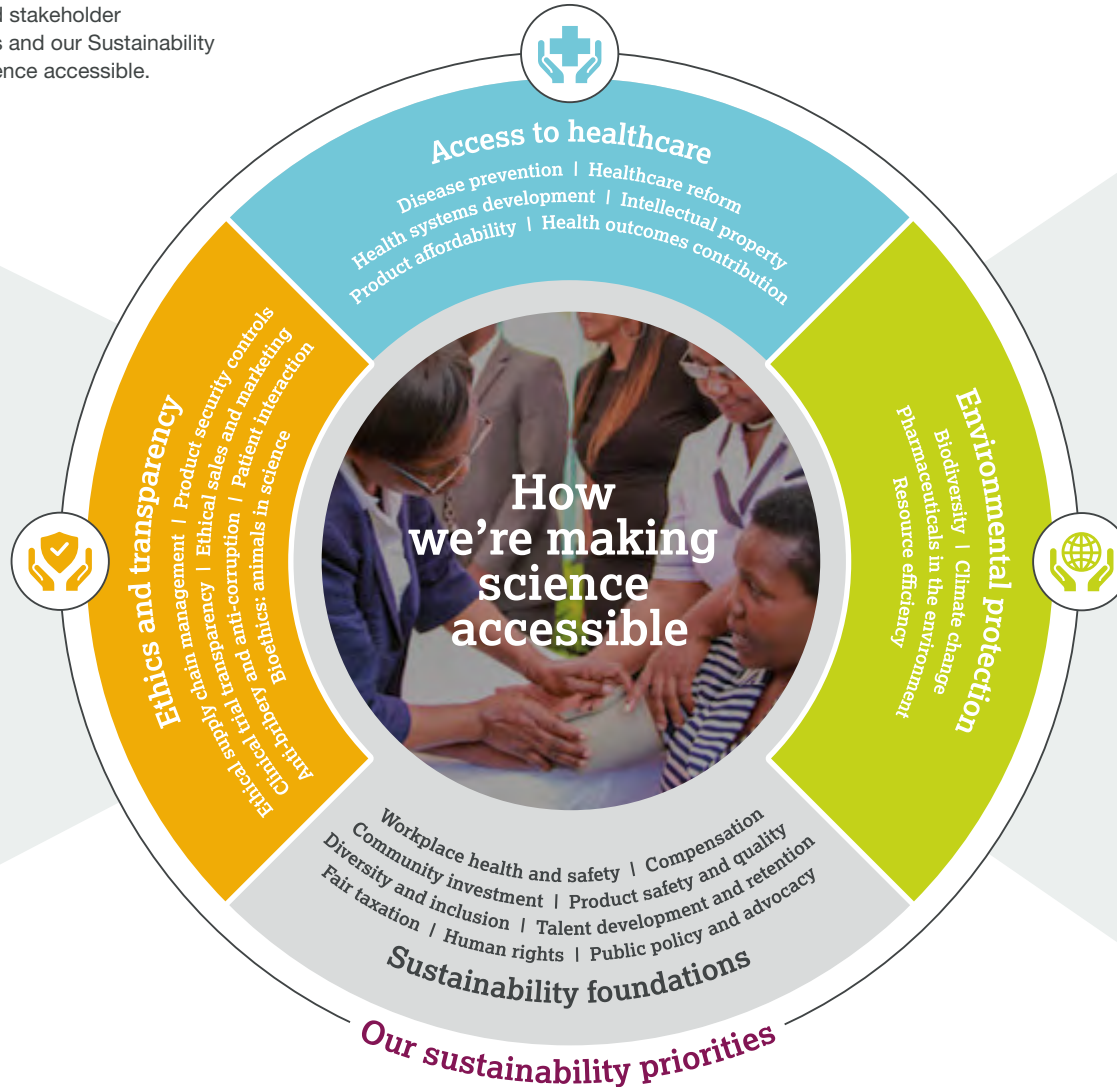 d stakeholder
s and our Sustainability
ence accessible.
Access to healthcare
Disease prevention | Healthcare reform
Health systems development | Intellectual property
Product affordability | Health outcomes contribution
Ethics and transparency
Ethical supply chain management | Product security controls
Clinical trial transparency | Ethical sales and marketing
Anti-bribery and anti-corruption | Patient interaction
Bioethics: animals in science
How
we’re making
science
accessible
Environmental protection
Biodiversity | Climate change
Pharmaceuticals in the environment
Resource efficiency
Workplace health and safety | Compensation
Community investment | Product safety and quality
Diversity and inclusion | Talent development and retention
Fair taxation | Human rights | Public policy and advocacy
Sustainability foundations
Our sustainability priorities